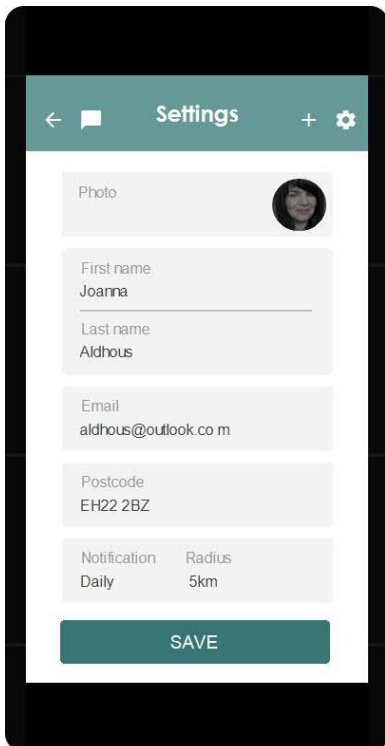 Settings
Photo
First name
Joanna
Last name
Aldhous
Email
aldhous@outlook.co m
Postcode
EH22 2BZ
Notification Radius
Daily 5km
SAVE